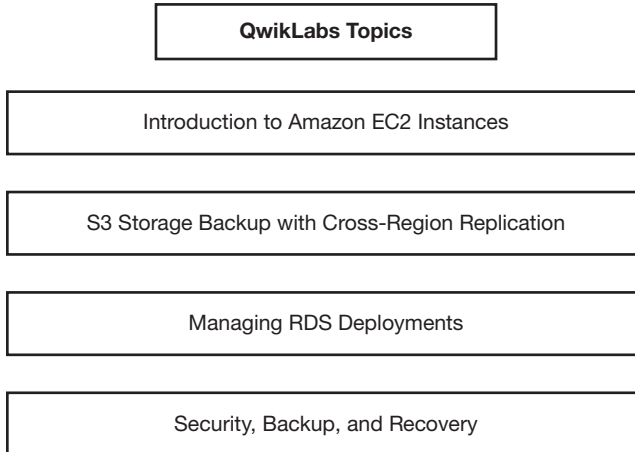 QwikLabs Topics
Introduction to Amazon EC2 Instances
S3 Storage Backup with Cross-Region Replication
Managing RDS Deployments
Security, Backup, and Recovery